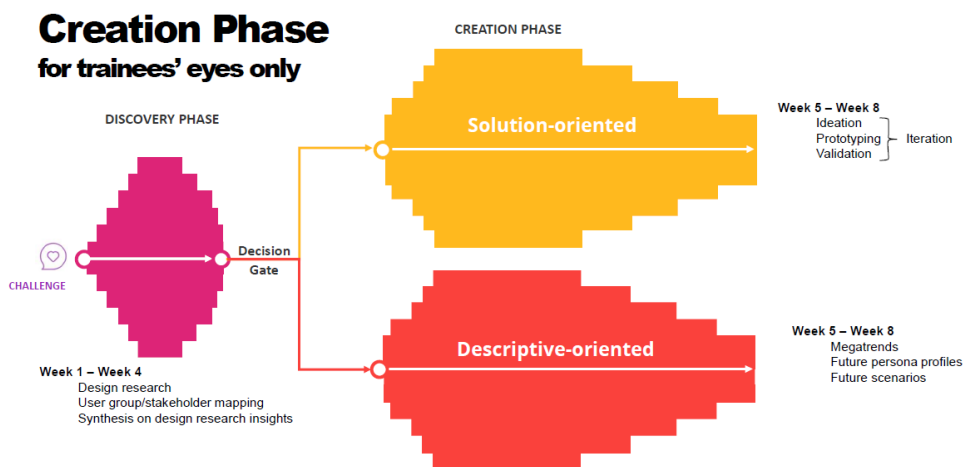 Creation Phase
for trainees' eyes only
CREATION PHASE
DISCOVERY PHASE
Solution-oriented
Week 5 – Week 8
Ideation
Prototyping
Validation
Iteration
Decision
Gate
CHALLENGE
Descriptive-oriented
Week 5 – Week 8
Megatrends
Future persona profiles
Future scenarios
Week 1 – Week 4
Design research
User group/stakeholder mapping
Synthesis on design research insights